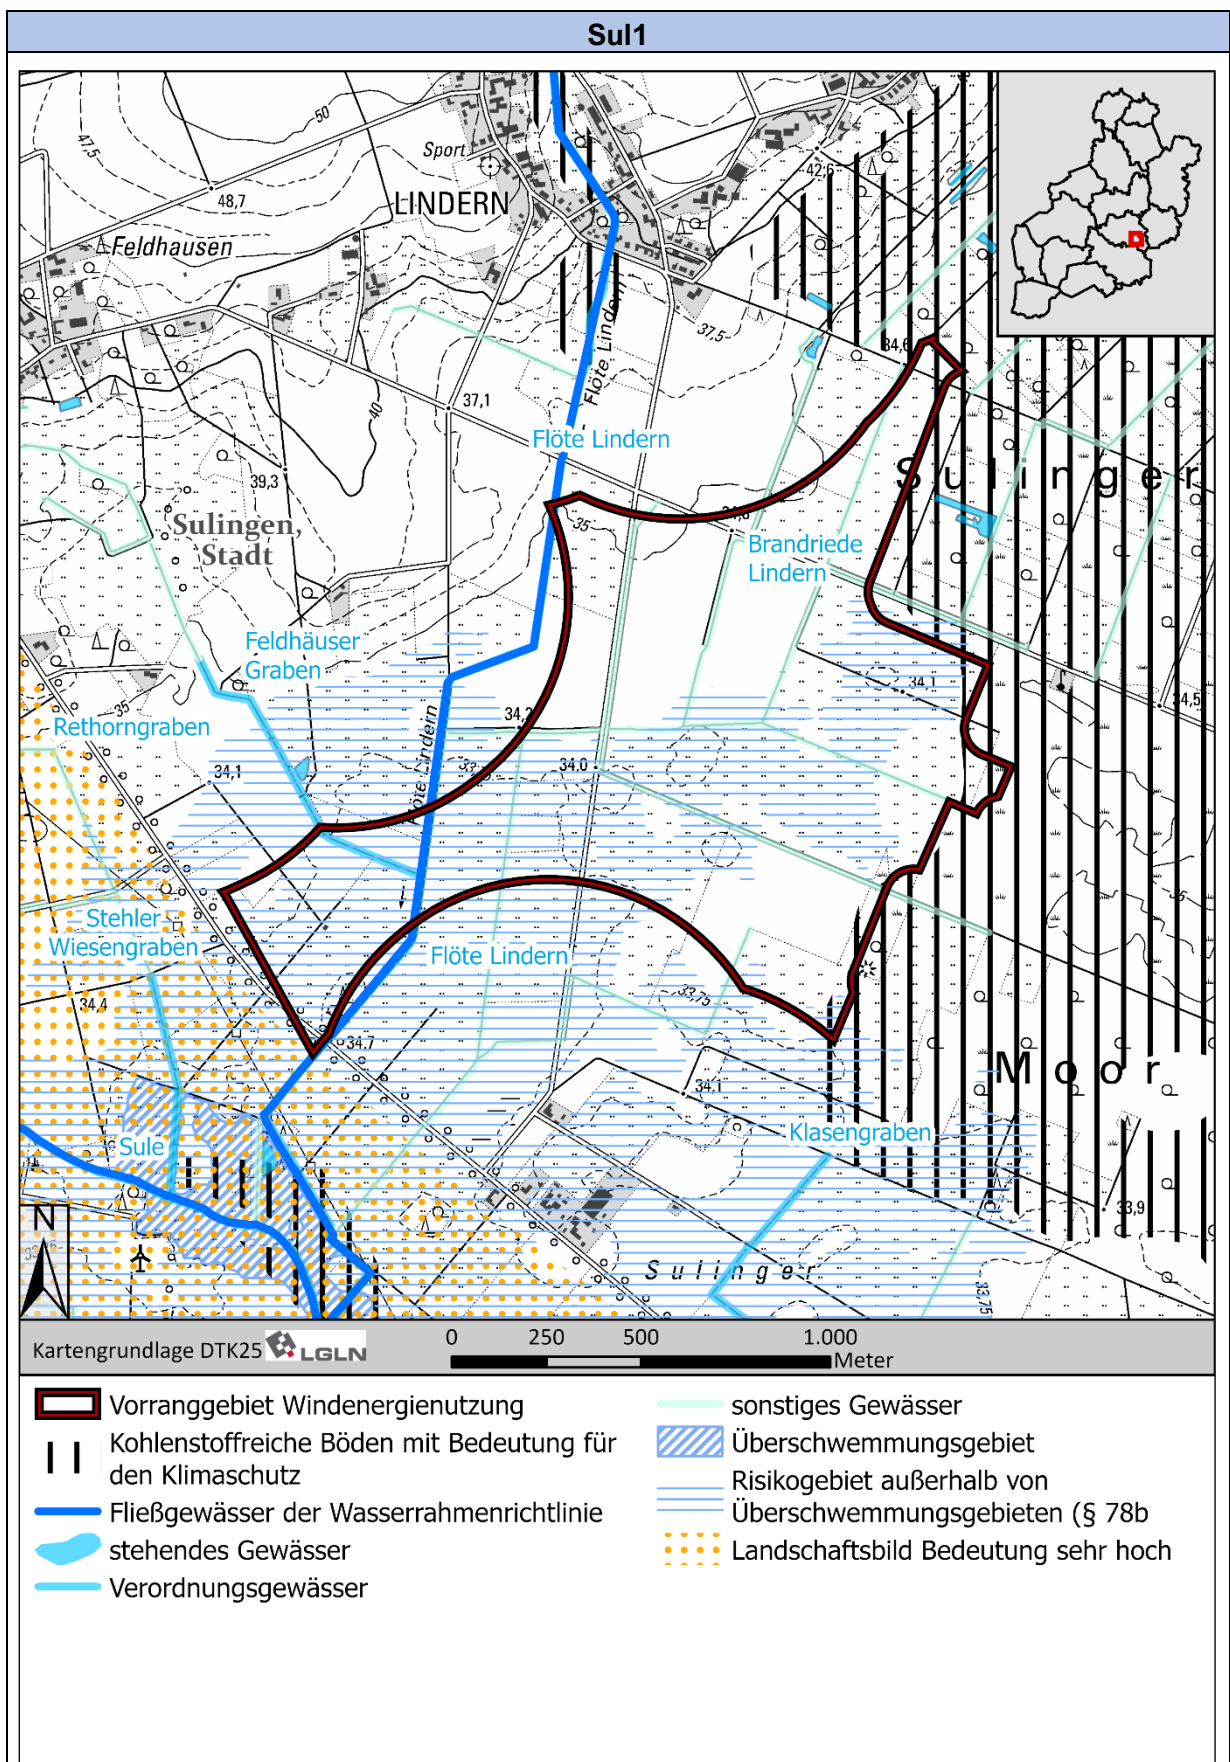 Sul1
50
47,5
Sport.
42,6
LINDERN
48,7
Feldhausen
Flöte Lindern
37,5
34,6
37,1
40
Flöte Lindern
39,3
Sulinger
Sulingen,
Stadt
35
Brandriede
Lindern
Feldhäuser
Graben
34,1
34,5
Rethorngraben
35
34,2
Flöte Lindern
34,1
34,0
35
Stehler
Wiesengraben
Flöte Lindern
34,4
33,75
34,7
Moor
34,1
Klasengraben
Sule
33,9
N
Sulinger
33,75
Kartengrundlage DTK25 LGLN
0 250 500 1.000
Meter
Vorranggebiet Windenergienutzung
Kohlenstoffreiche Böden mit Bedeutung für
den Klimaschutz
Fließgewässer der Wasserrahmenrichtlinie
stehendes Gewässer
Verordnungsgewässer
sonstiges Gewässer
Überschwemmungsgebiet
Risikogebiet außerhalb von
Überschwemmungsgebieten (§ 78b
Landschaftsbild Bedeutung sehr hoch